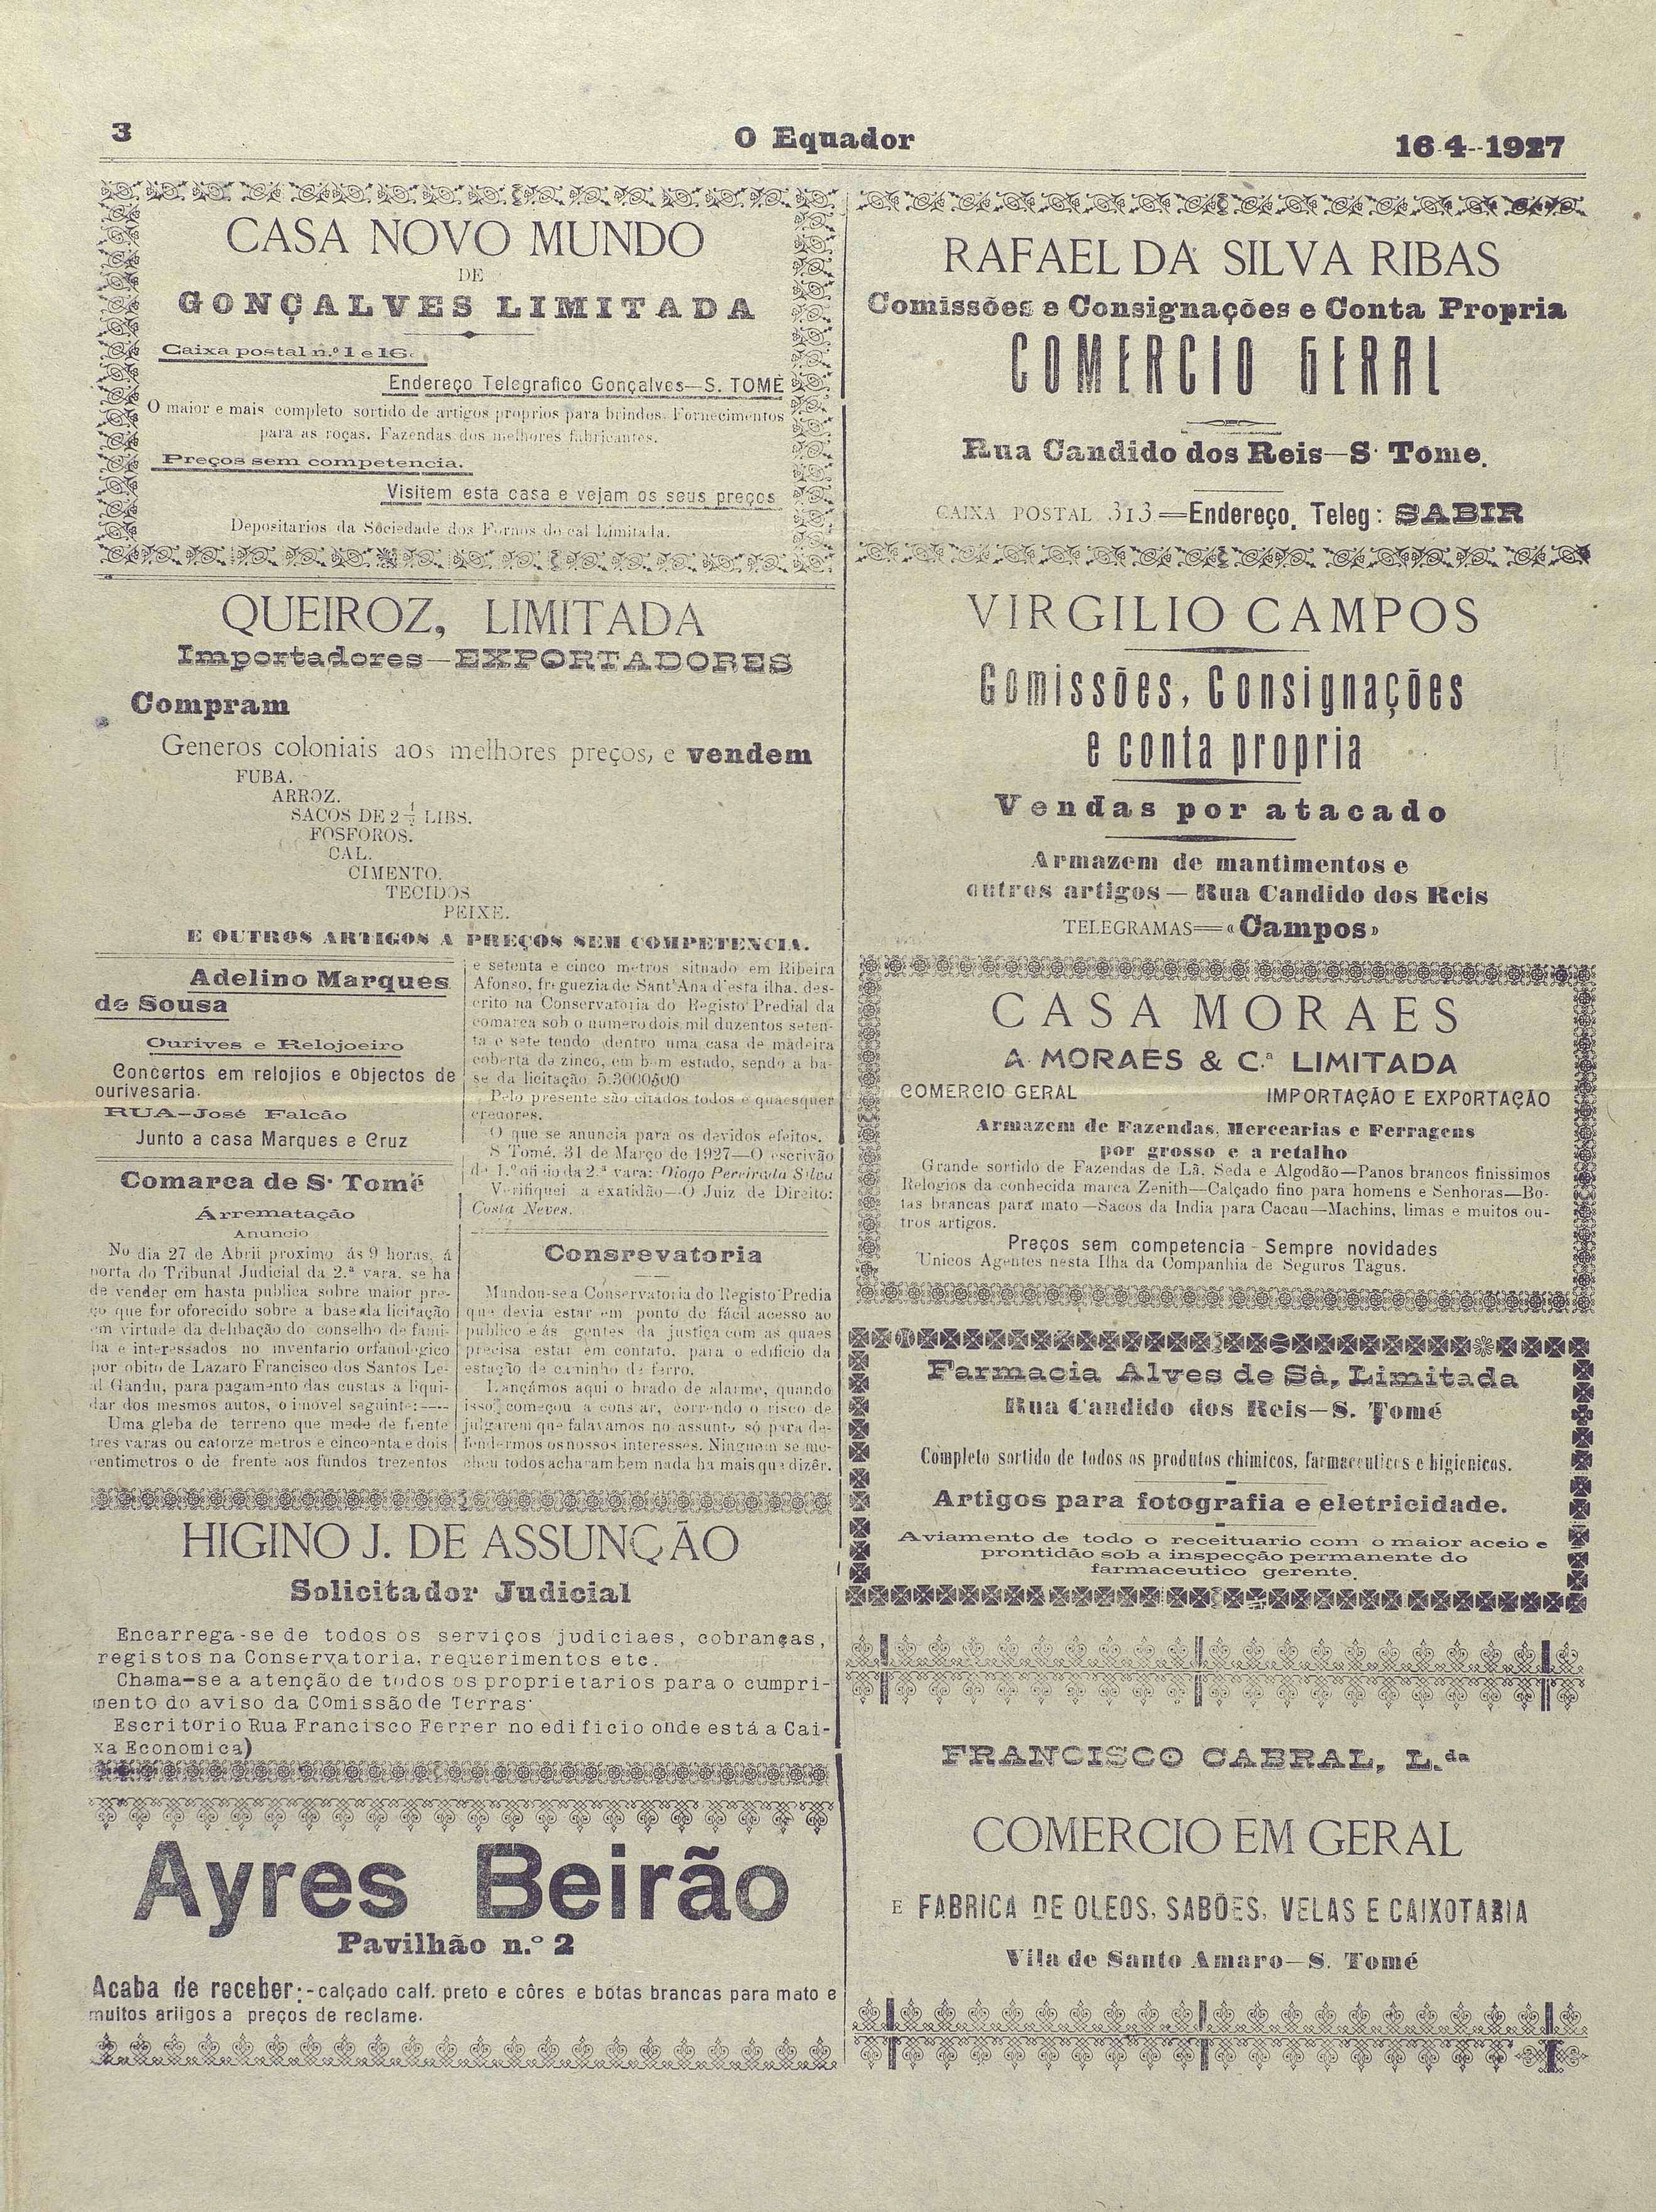 3
O Equador
16-4--1927
CASA NOVO MUNDO
DE
GONÇALVES LIMITADA
Caixa postal n.º 1 e 16.
Endereço Telegrafico Gonçalves—S. TOMÉ
O maior e mais completo sortido de artigos proprios para brindes. Fornecimentos
para as roças. Fazendas dos melhores fabricantes.
Preços sem competencia.
Visitem esta casa e vejam os seus preços
Depositarios da Sociedade dos Fornos de cal Limitada.
QUEIROZ, LIMITADA
Importadores—EXPORTADORES
Compram
Generos coloniais aos melhores preços, e vendem
FUBA.
ARROZ.
SACOS DE 2 ½ LIBS.
FOSFOROS.
CAL.
CIMENTO.
TECIDOS
PEIXE.
E OUTROS ARTIGOS A PREÇOS SEM COMPETENCIA.
Adelino Marques
de Sousa
Ourives e Relojoeiro
Concertos em relojios e objectos de
ourivesaria.
RUA—José Falcão
Junto a casa Marques e Cruz
Comarca de S· Tomé
Árrematação
Anuncio
No dia 27 de Abril proximo ás 9 horas, á
porta do Tribunal Judicial da 2.ª vara, se ha
de vender em hasta publica sobre maior pre-
ço que for oforecido sobre a base da licitação
em virtude da delibação do conselho de fami-
lia e interessados no inventario orfanologico
por obito de Lazaro Francisco dos Santos Le-
al Gandu, para pagamento das custas a liqui-
dar dos mesmos autos, o imovel seguinte:——
Uma gleba de terreno que mede de frente
tres varas ou catorze metros e cincoenta e dois
centimetros o de frente aos fundos trezentos
e setenta e cinco metros situado em Ribeira
Afonso, freguezia de Sant'Ana d'esta ilha, des-
crito na Conservatoria do Registo Predial da
comarca sob o numero dois mil duzentos seten-
ta e sete tendo dentro uma casa de madeira
coberta de zinco, em bom estado, sendo a ba-
se da licitação 5.3000$00
Pelo presente são citados todos e quaesquer
credores.
O que se anuncia para os devidos efeitos.
S Tomé, 31 de Março de 1927—O escrivão
do 1.º oficio da 2.ª vara: Diogo Pereira da Silva
Verifiquei a exatidão—O Juiz de Direito:
Costa Neves.
Consrevatoria
Mandou-se a Conservatoria do Registo Predia
que devia estar em ponto de fácil acesso ao
publico e ás gentes da justiça com as quaes
precisa estar em contato, para o edificio da
estação de caminho de ferro.
Lançámos aqui o brado de alarme, quando
isso começou a constar, correndo o risco de
julgarem que falavamos no assunto só para de-
fendermos os nossos interesses. Ninguem se me-
cheu todos acharam bem nada ha mais que dizêr.
HIGINO J. DE ASSUNÇÃO
Solicitador Judicial
Encarrega-se de todos os serviços judiciaes, cobranças,
registos na Conservatoria, requerimentos etc.
Chama-se a atenção de todos os proprietarios para o cumpri-
mento do aviso da Comissão de Terras·
Escritorio Rua Francisco Ferrer no edificio onde está a Cai-
xa Economica)
Ayres Beirão
Pavilhão n.º 2
Acaba de receber:-calçado calf. preto e côres e botas brancas para mato e
muitos ariigos a preços de reclame.
RAFAEL DA SILVA RIBAS
Comissões e Consignações e Conta Propria
COMERCIO GERAL
Rua Candido dos Reis—S· Tome.
CAIXA POSTAL 313=Endereço. Teleg: SABIR
VIRGILIO CAMPOS
Gomissões, Consignações
e conta propria
Vendas por atacado
Armazem de mantimentos e
outros artigos — Rua Candido dos Reis
TELEGRAMAS=«Campos»
CASA MORAES
A. MORAES & C.ª LIMITADA
COMERCIO GERAL
IMPORTAÇÃO E EXPORTAÇÃO
Armazem de Fazendas, Mercearias e Ferragens
por grosso e a retalho
Grande sortido de Fazendas de Lã, Seda e Algodão—Panos brancos finissimos
Relogios da conhecida marca Zenith—Calçado fino para homens e Senhoras—Bo-
tas brancas para mato—Sacos da India para Cacau—Machins, limas e muitos ou-
tros artigos.
Preços sem competencia - Sempre novidades
Unicos Agentes nesta Ilha da Companhia de Seguros Tagus.
Farmacia Alves de Sà, Limitada
Rua Candido dos Reis—S. Tomé
Completo sortido de todos os produtos chimicos, farmaceuticos e higienicos.
Artigos para fotografia e eletricidade.
Aviamento de todo o receituario com o maior aceio e
prontidão sob a inspecção permanente do
farmaceutico gerente.
FRANCISCO CABRAL, L.da
COMERCIO EM GERAL
E FABRICA DE OLEOS, SABÕES, VELAS E CAIXOTARIA
Vila de Santo Amaro—S. Tomé